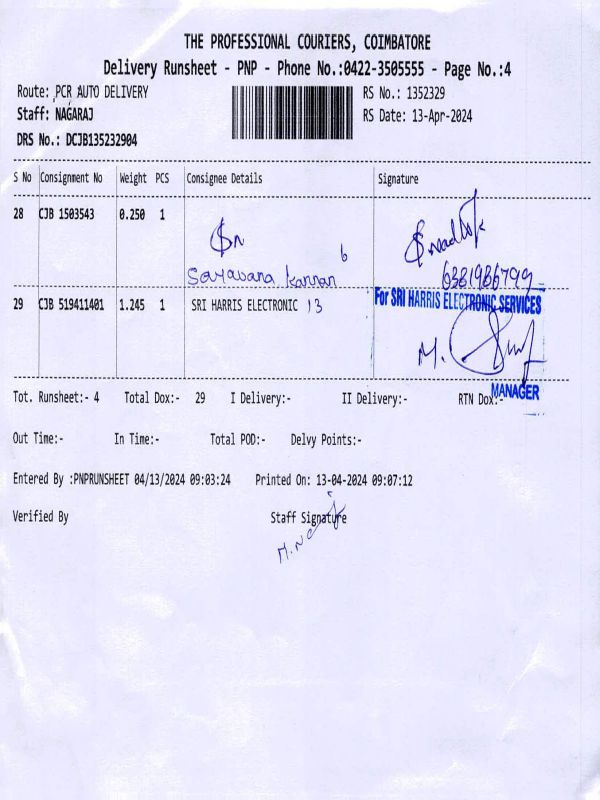 THE PROFESSIONAL COURIERS, COIMBATORE
Delivery Runsheet - PNP - Phone No.:0422-3505555 - Page No.:4
Route: PCR AUTO DELIVERY RS No.: 1352329
Staff: NAGARAJ RS Date: 13-Apr-2024
DRS No.: DCJB135232904
S No Consignment No Weight PCS Consignee Details Signature
28 CJB 1503543 0.250 1
6
Saravana Kannan 6381986799
29 CJB 519411401 1.245 1 SRI HARRIS ELECTRONIC 13 For SRI HARRIS ELECTRONIC SERVICES
M.
MANAGER
Tot. Runsheet:- 4 Total Dox:- 29 I Delivery:- II Delivery:- RTN Dox:-
Out Time:- In Time:- Total POD:- Delvy Points:-
Entered By :PNPRUNSHEET 04/13/2024 09:03:24 Printed On: 13-04-2024 09:07:12
Verified By Staff Signature